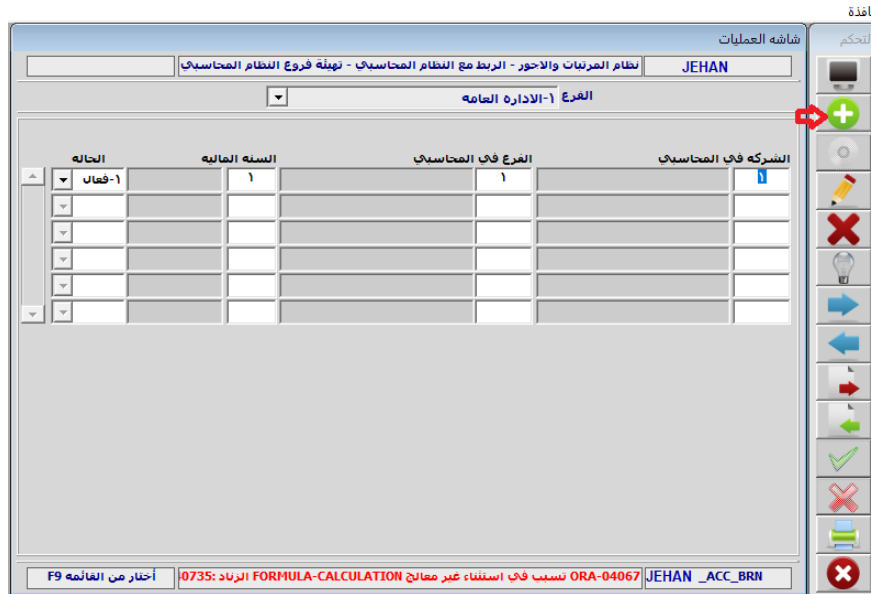 افذة
لتحكم
شاشه العمليات
JEHAN
نظام المرتبات والاجور - الربط مع النظام المحاسبي - تهيئة فروع النظام المحاسبي
الفرع ١-الاداره العامه
الشركه في المحاسبي الفرع في المحاسبي السنه الماليه الحاله
١ ١ ١ ١-فعال
JEHAN _ACC_BRN
ORA-04067 تسبب في استثناء غير معالج FORMULA-CALCULATION الزناد :40735
أختار من القائمه F9